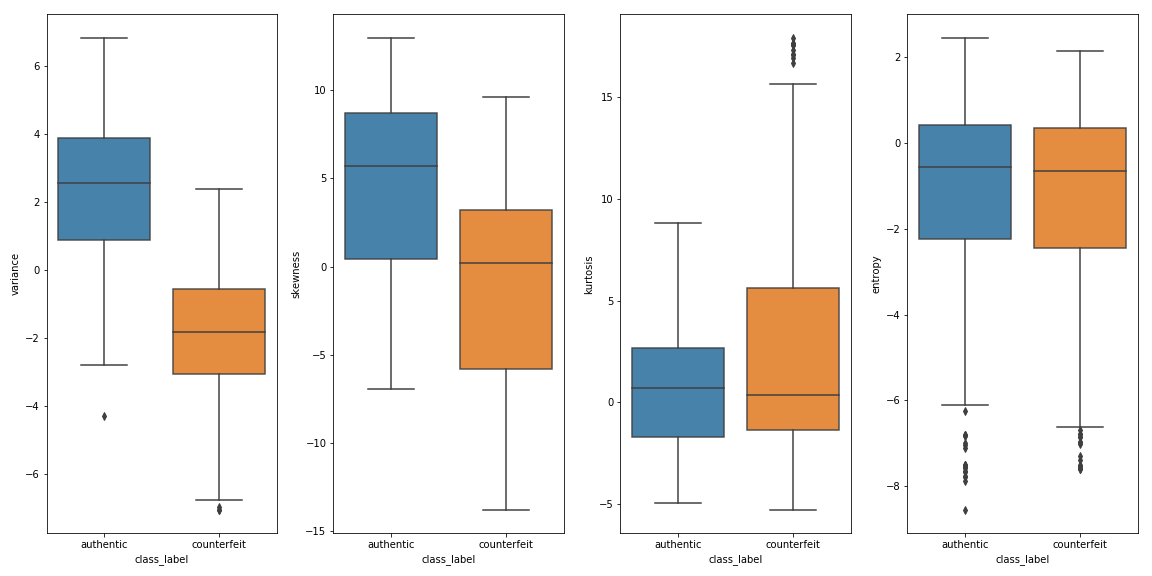 variance
6
4
2
0
−2
−4
−6
authentic counterfeit
class_label
skewness
10
5
0
−5
−10
−15
authentic counterfeit
class_label
kurtosis
15
10
5
0
−5
authentic counterfeit
class_label
entropy
2
0
−2
−4
−6
−8
authentic counterfeit
class_label